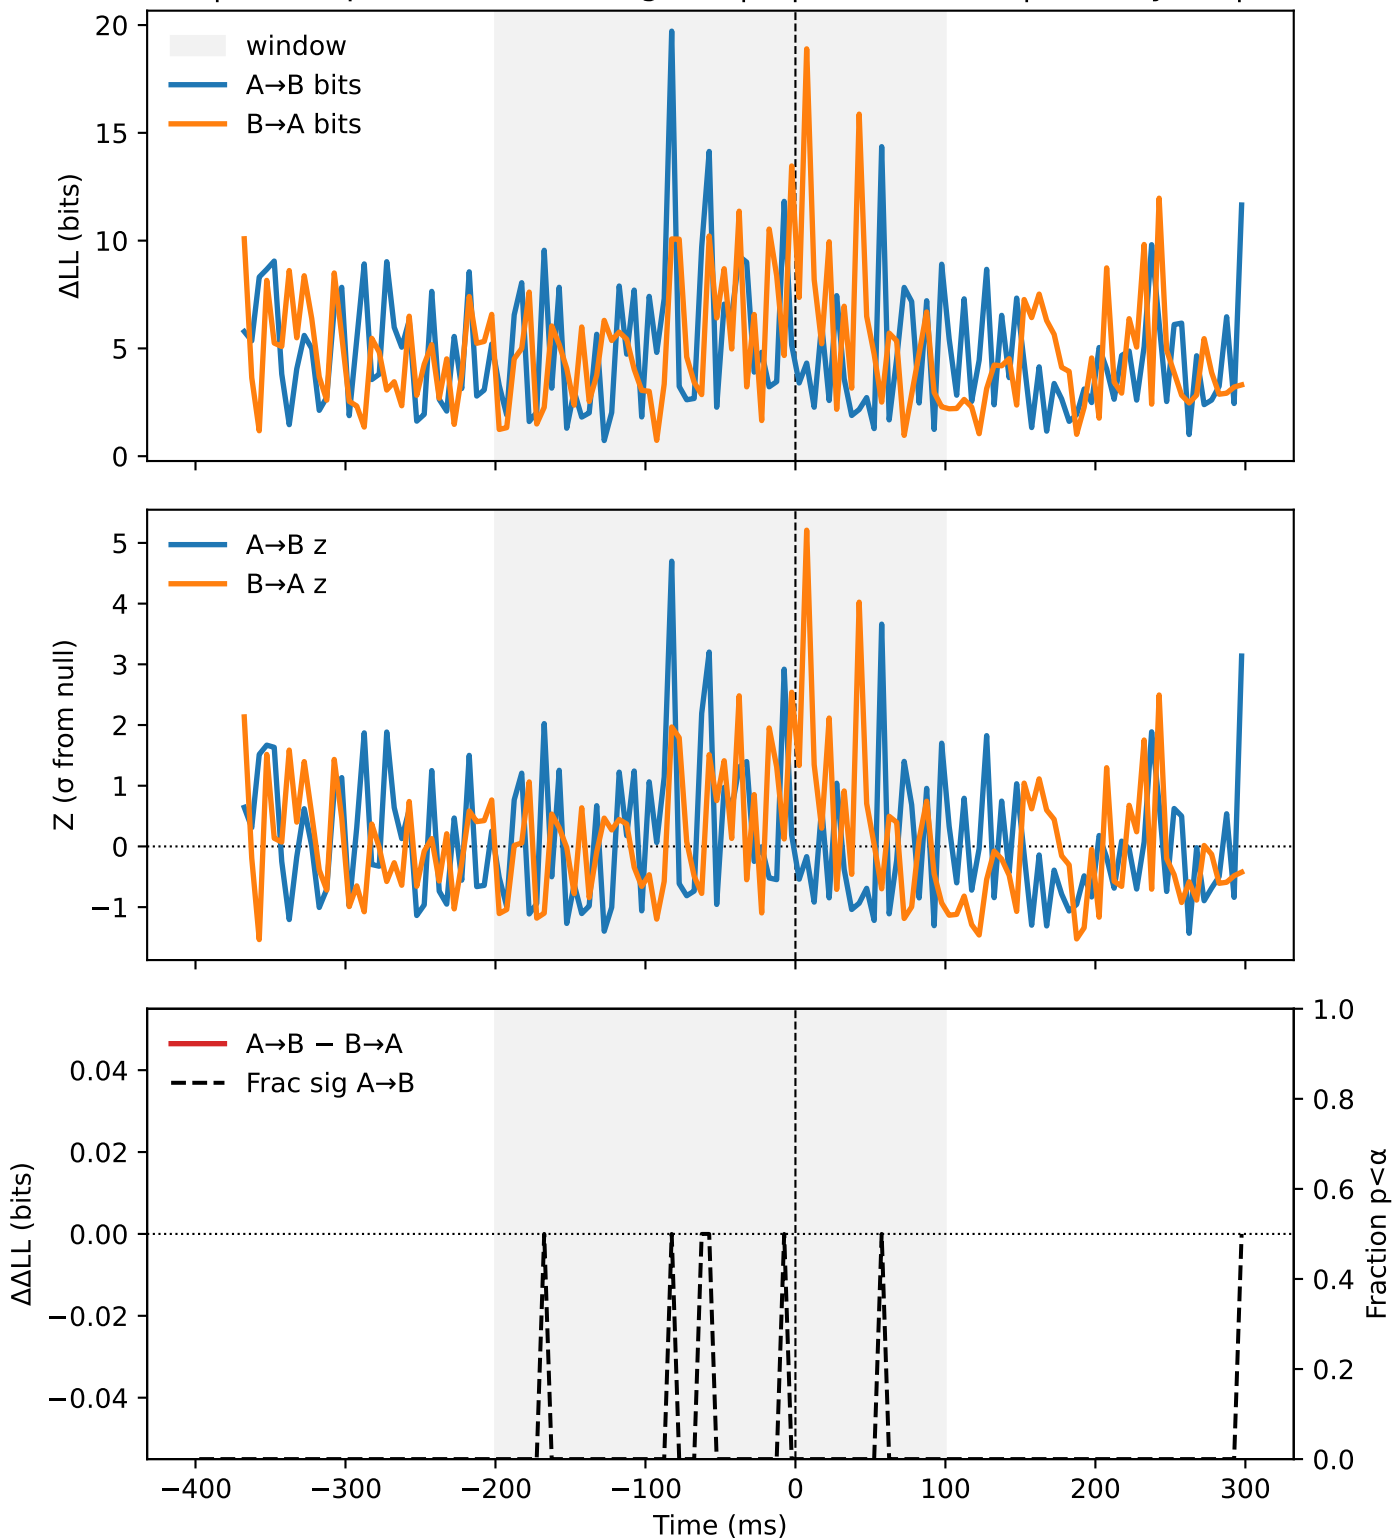 20
15
10
5
0
ΔLL (bits)
window
A→B bits
B→A bits
5
4
3
2
1
0
−1
Z (σ from null)
A→B z
B→A z
0.04
0.02
0.00
−0.02
−0.04
ΔΔLL (bits)
A→B − B→A
Frac sig A→B
1.0
0.8
0.6
0.4
0.2
0.0
Fraction p<α
−400
−300
−200
−100
0
100
200
300
Time (ms)